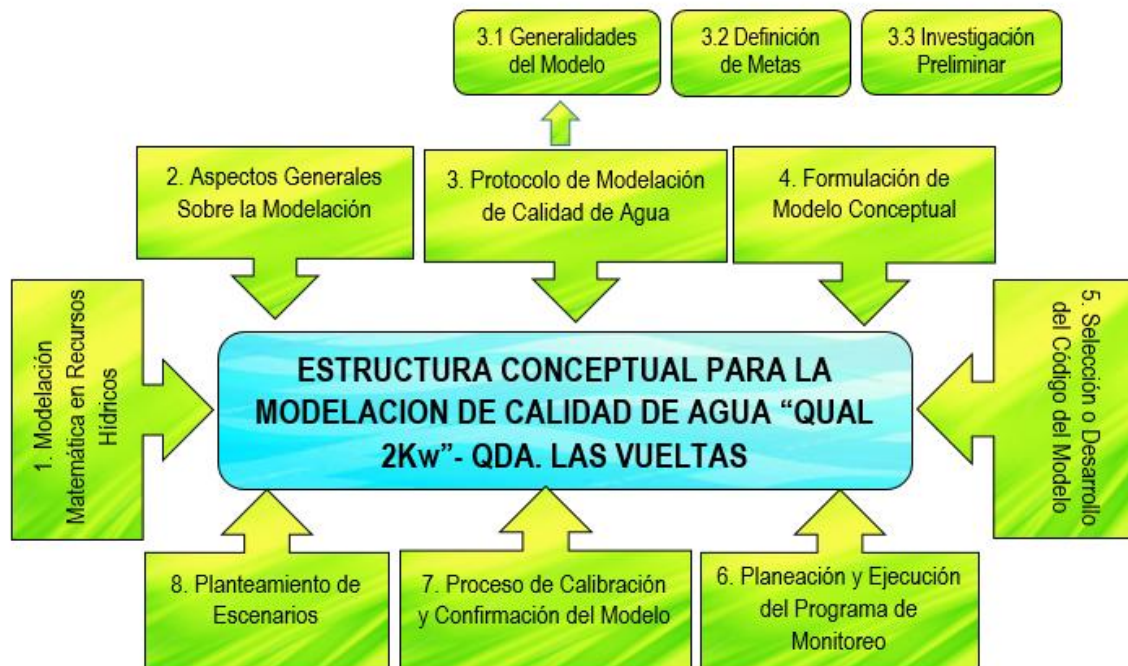 3.1 Generalidades
del Modelo
3.2 Definición
de Metas
3.3 Investigación
Preliminar
2. Aspectos Generales
Sobre la Modelación
3. Protocolo de Modelación
de Calidad de Agua
4. Formulación de
Modelo Conceptual
1. Modelación
Matemática en Recursos
Hídricos
ESTRUCTURA CONCEPTUAL PARA LA
MODELACION DE CALIDAD DE AGUA “QUAL
2Kw”- QDA. LAS VUELTAS
5. Selección o Desarrollo
del Código del Modelo
8. Planteamiento de
Escenarios
7. Proceso de Calibración
y Confirmación del Modelo
6. Planeación y Ejecución
del Programa de
Monitoreo